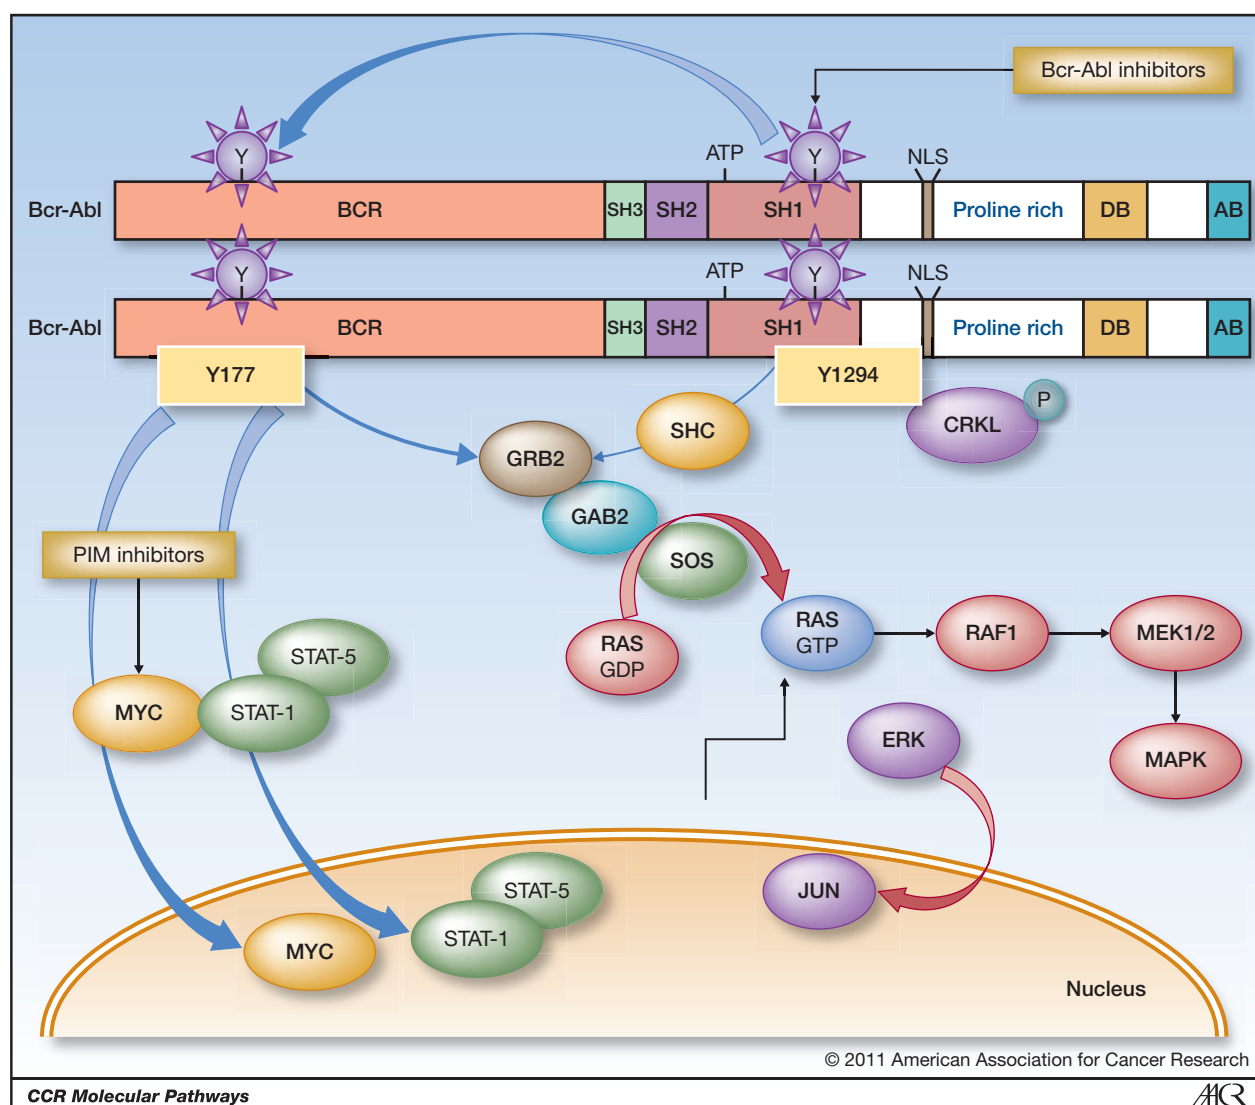 Bcr-Abl inhibitors
Y
Y
ATP
NLS
Bcr-Abl
BCR
SH3
SH2
SH1
Proline rich
DB
AB
Y
Y
ATP
NLS
Bcr-Abl
BCR
SH3
SH2
SH1
Proline rich
DB
AB
Y177
Y1294
P
CRKL
SHC
GRB2
GAB2
SOS
PIM inhibitors
STAT-5
STAT-1
MYC
RAS
GDP
RAS
GTP
RAF1
MEK1/2
ERK
MAPK
STAT-5
STAT-1
MYC
JUN
Nucleus
© 2011 American Association for Cancer Research
CCR Molecular Pathways
AACR